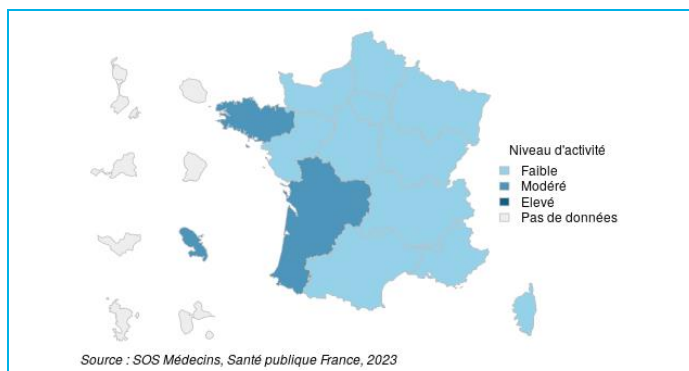 Niveau d'activité
Faible
Modéré
Elevé
Pas de données
Source : SOS Médecins, Santé publique France, 2023